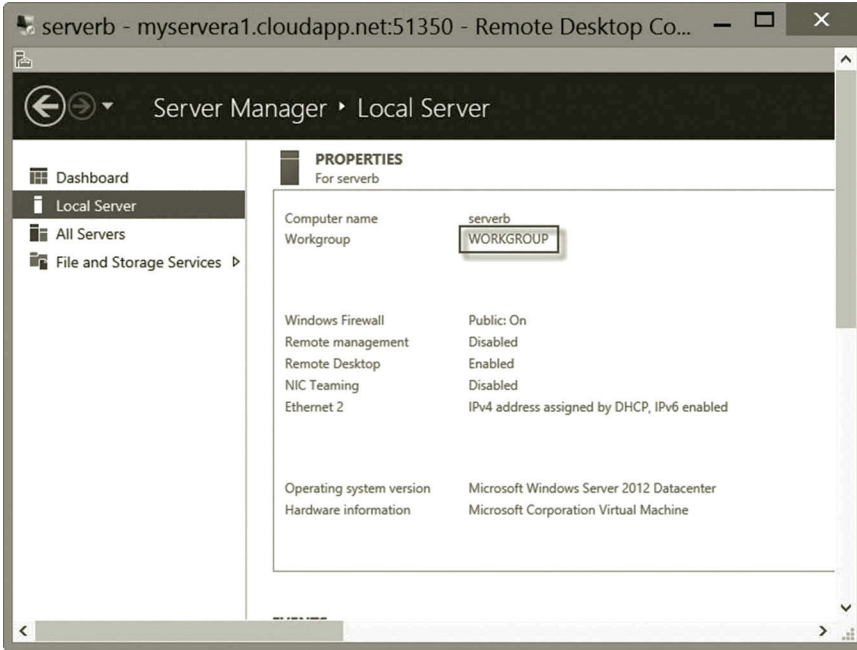 serverb - myservera1.cloudapp.net:51350 - Remote Desktop Co...
Server Manager ‣ Local Server
Dashboard
Local Server
All Servers
File and Storage Services
PROPERTIES
For serverb
Computer name serverb
Workgroup WORKGROUP
Windows Firewall Public: On
Remote management Disabled
Remote Desktop Enabled
NIC Teaming Disabled
Ethernet 2 IPv4 address assigned by DHCP, IPv6 enabled
Operating system version Microsoft Windows Server 2012 Datacenter
Hardware information Microsoft Corporation Virtual Machine